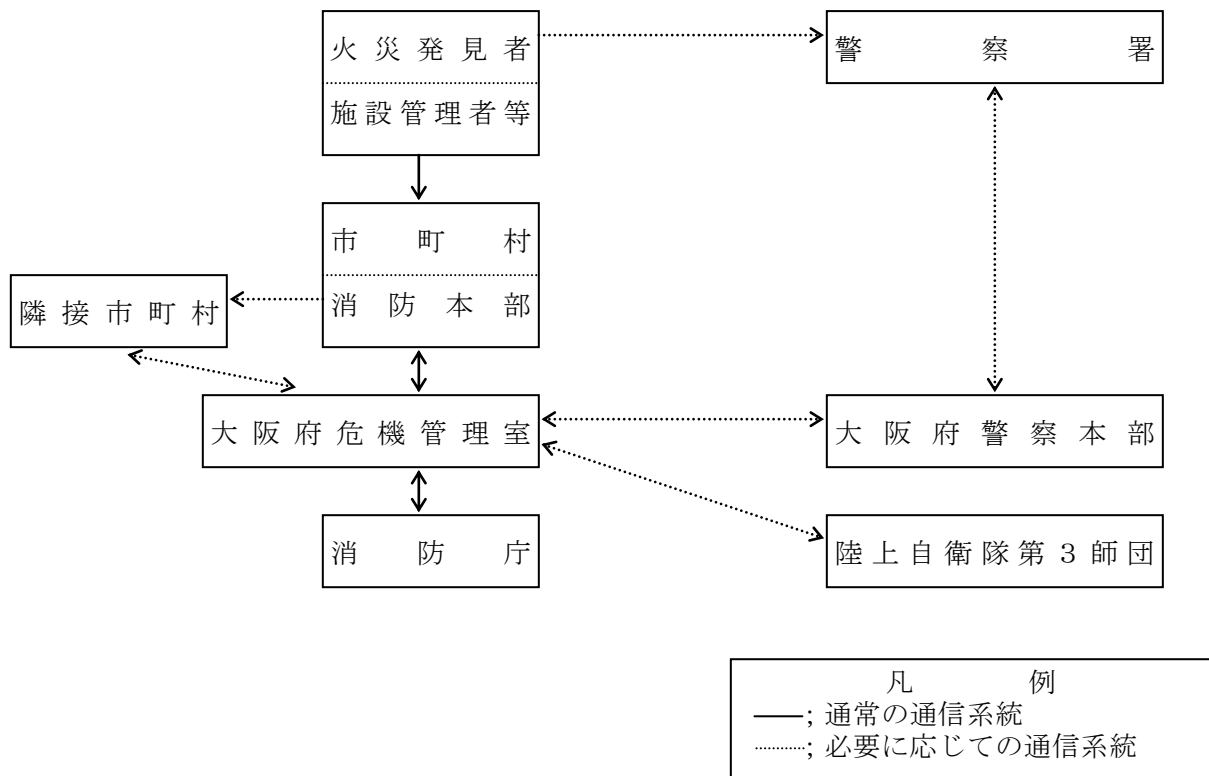 火災発見者
警察署
施設管理者等
市町村
消防本部
隣接市町村
大阪府危機管理室
大阪府警察本部
消防庁
陸上自衛隊第３師団
凡例
――; 通常の通信系統
………; 必要に応じての通信系統